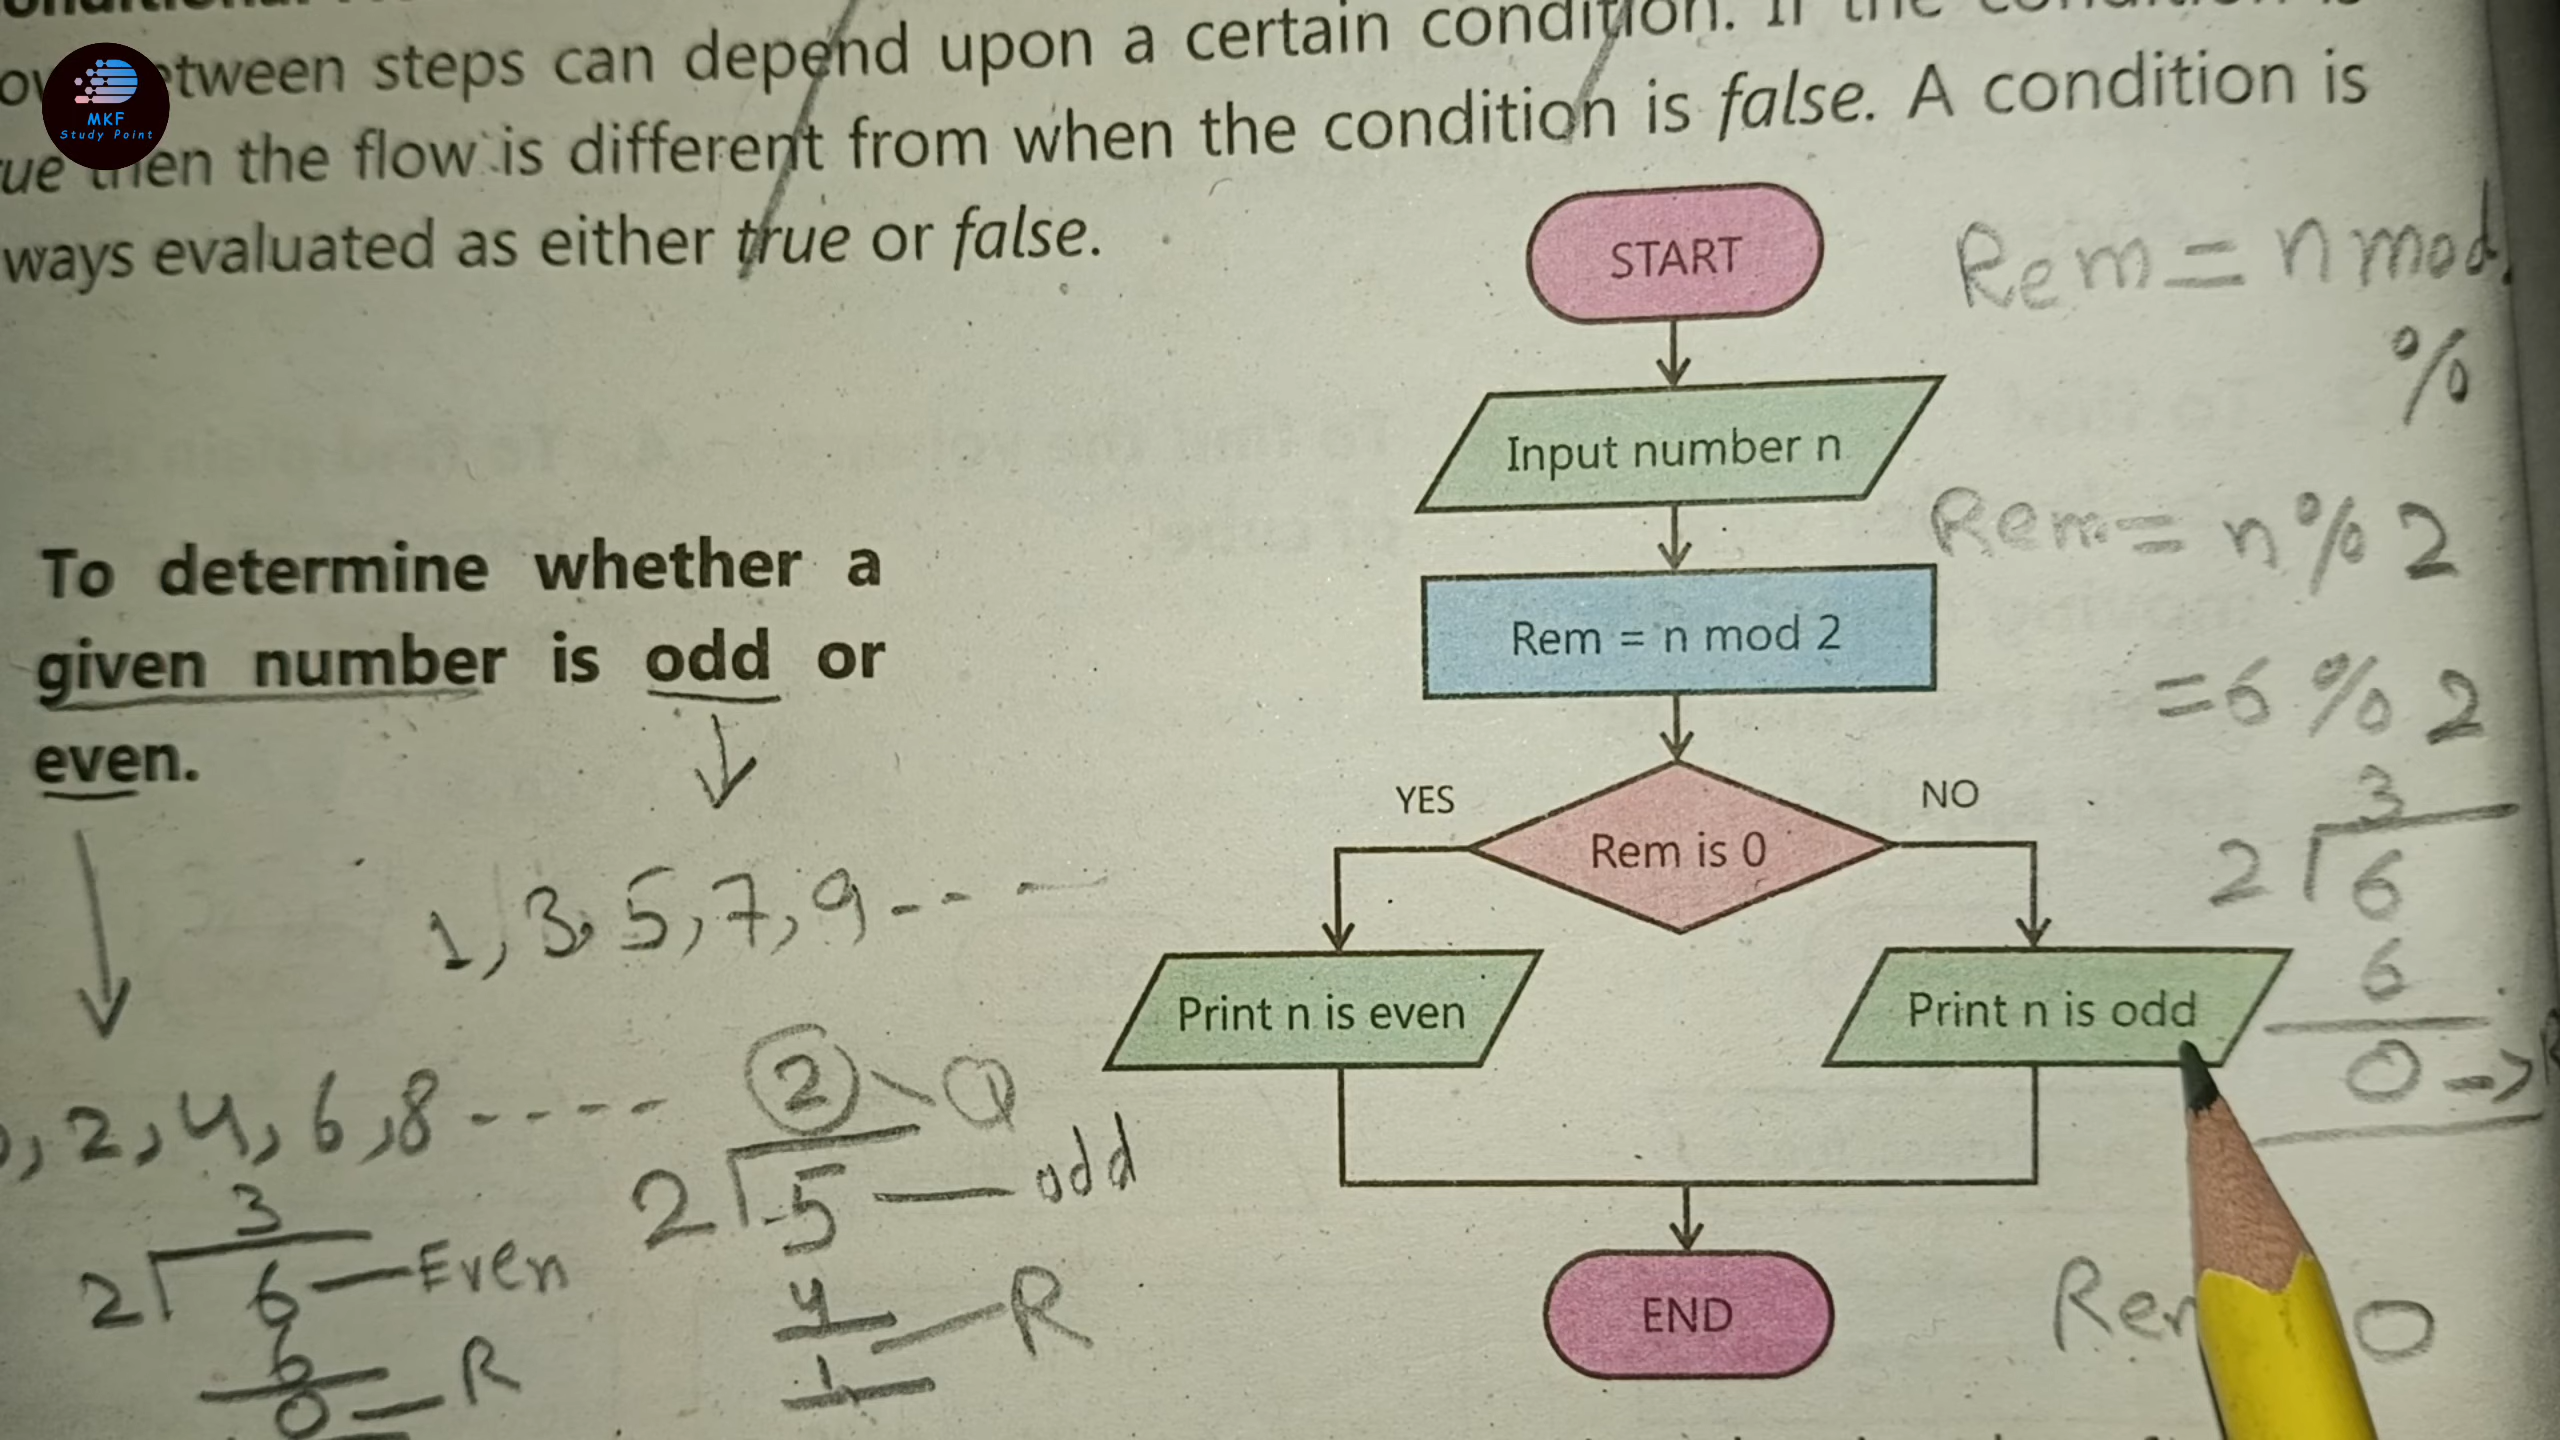 MKF
Study Point
between steps can depend upon a certain condition. If the condition is
then the flow is different from when the condition is false. A condition is
ways evaluated as either true or false.
To determine whether a
given number is odd or
even.
1, 3, 5, 7, 9 - - -
, 2, 4, 6, 8 - - - -
3
2 6 — Even
6
0 — R
2 — Q
2 5 — odd
4
1 — R
START
Input number n
Rem = n mod 2
Rem is 0
YES
NO
Print n is even
Print n is odd
END
Rem = n mod
%
Rem = n % 2
= 6 % 2
3
2 6
6
0 ->
0